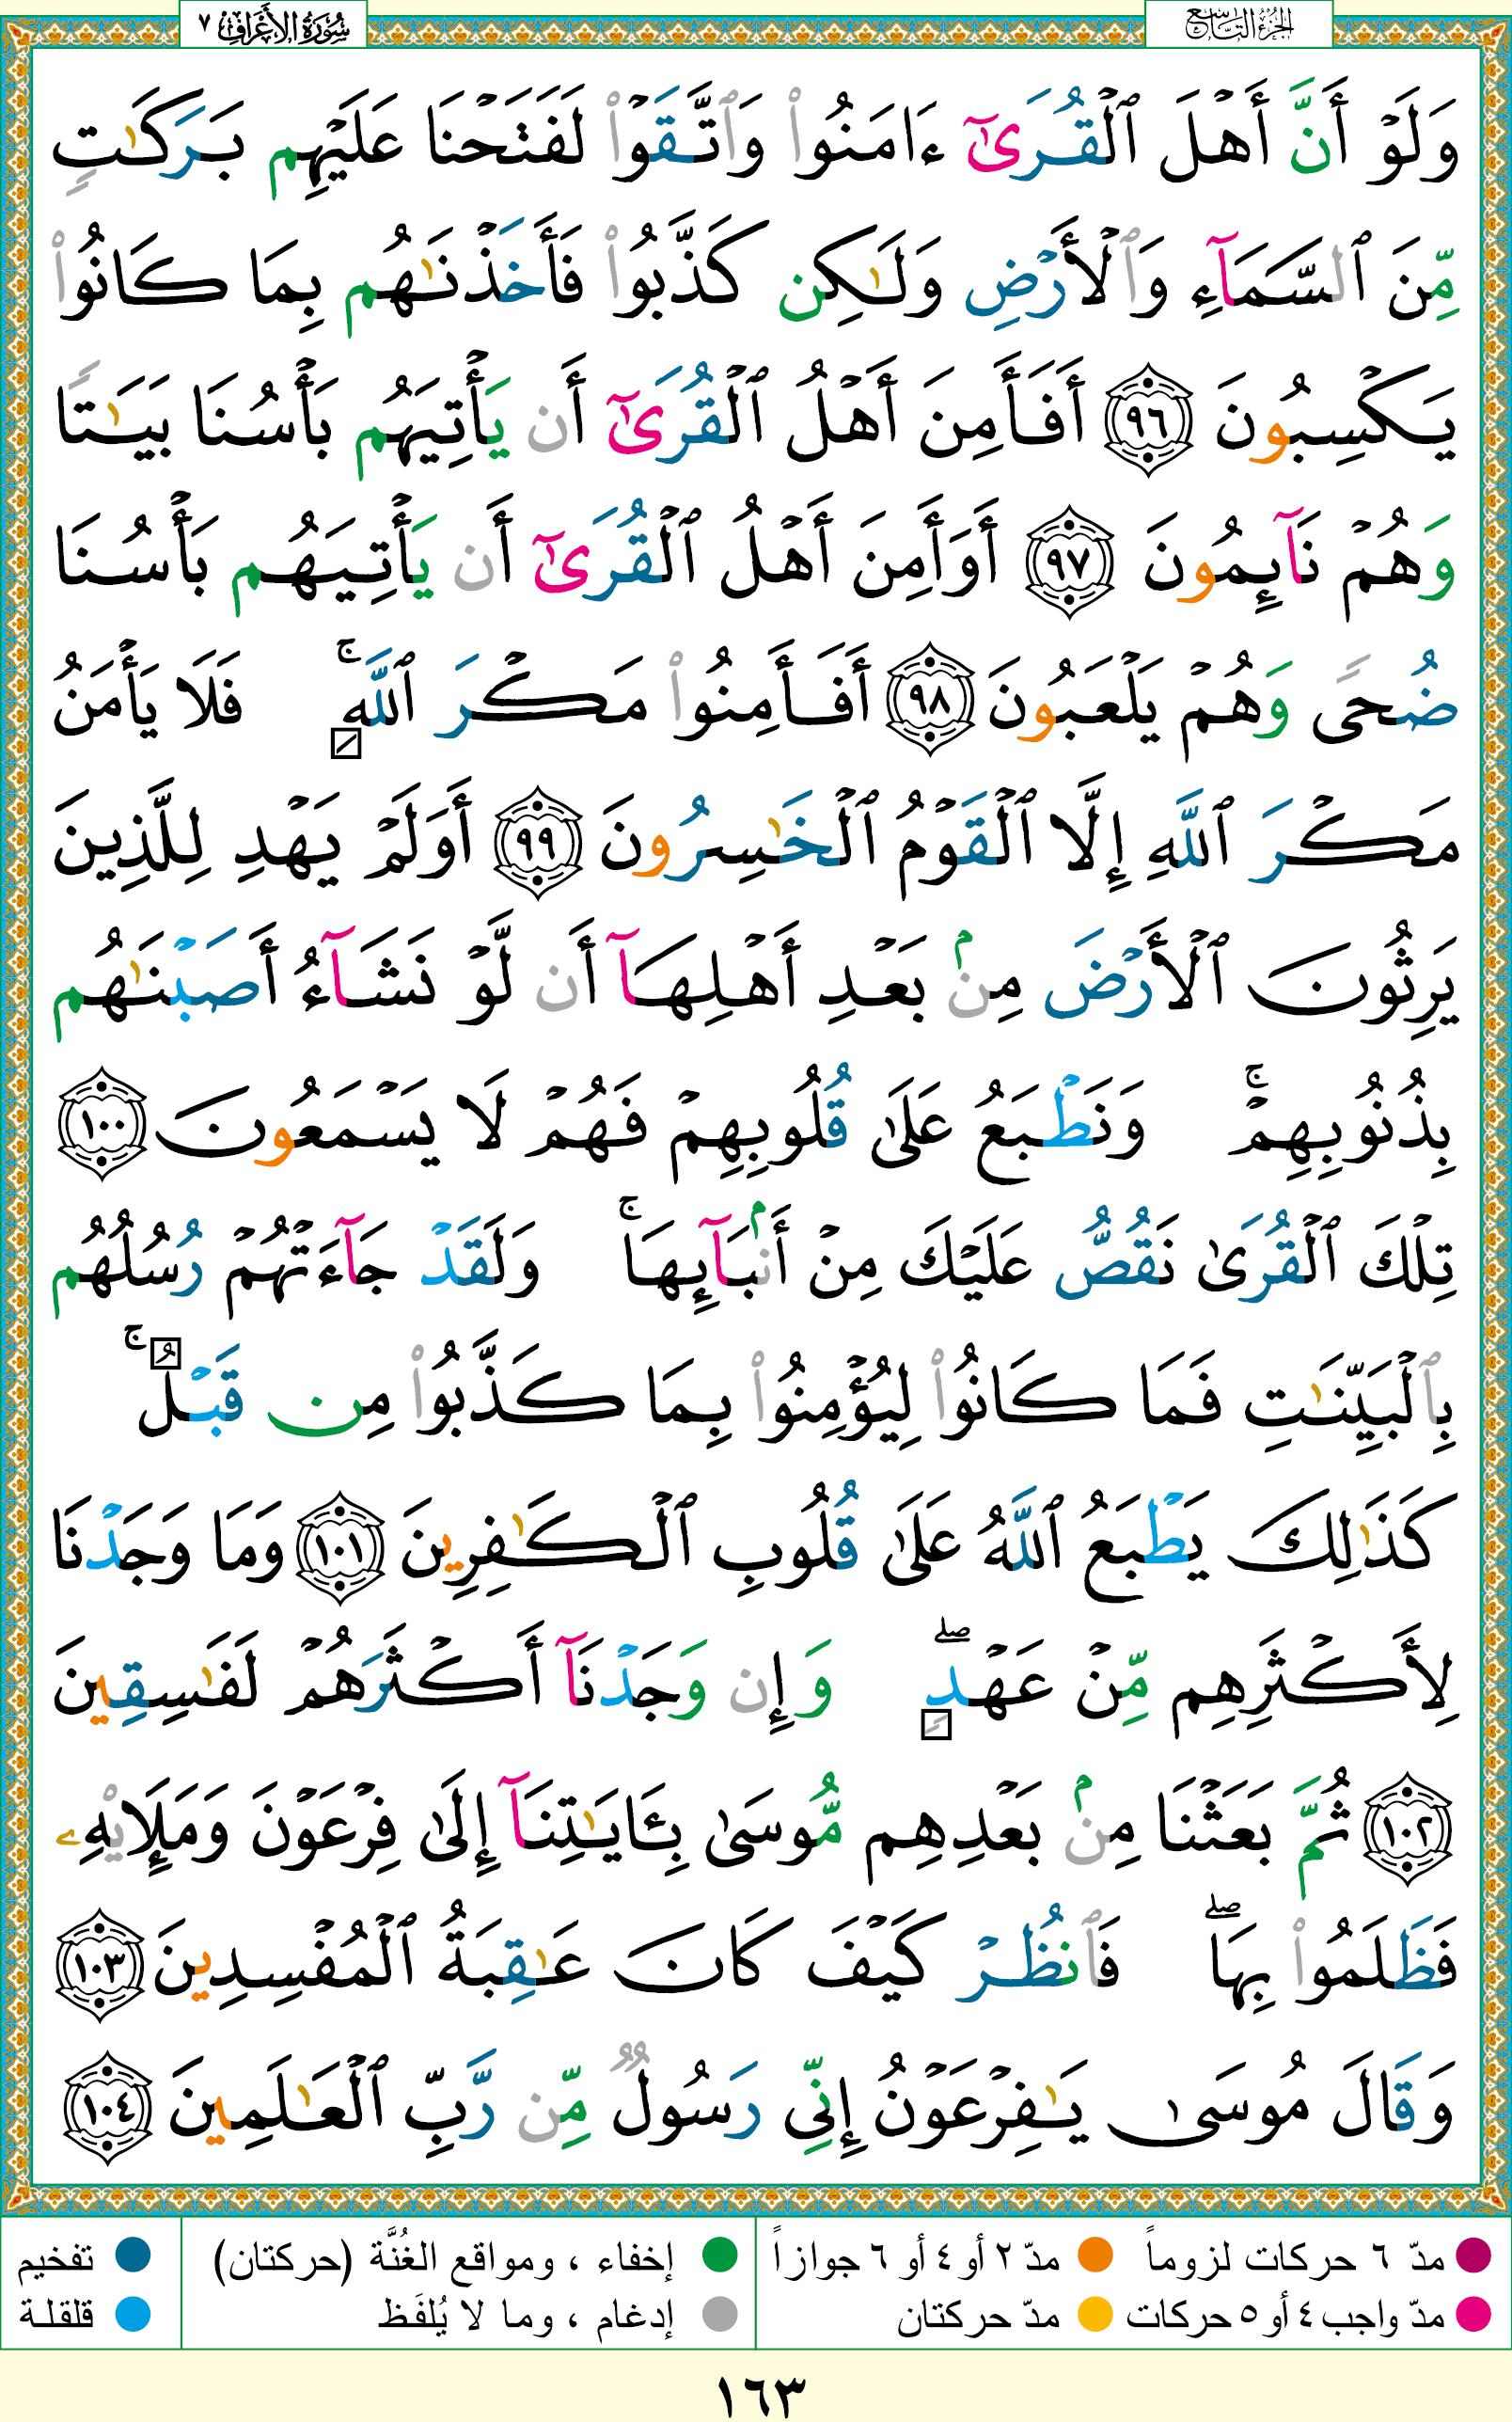 الجزء التاسع
سورة الأعراف ٧
وَلَوۡ أَنَّ أَهۡلَ ٱلۡقُرَىٰٓ ءَامَنُواْ وَٱتَّقَوۡاْ لَفَتَحۡنَا عَلَيۡهِم بَرَكَٰتٖ
مِّنَ ٱلسَّمَآءِ وَٱلۡأَرۡضِ وَلَٰكِن كَذَّبُواْ فَأَخَذۡنَٰهُم بِمَا كَانُواْ
يَكۡسِبُونَ ٩٦ أَفَأَمِنَ أَهۡلُ ٱلۡقُرَىٰٓ أَن يَأۡتِيَهُم بَأۡسُنَا بَيَٰتٗا
وَهُمۡ نَآئِمُونَ ٩٧ أَوَأَمِنَ أَهۡلُ ٱلۡقُرَىٰٓ أَن يَأۡتِيَهُم بَأۡسُنَا
ضُحٗى وَهُمۡ يَلۡعَبُونَ ٩٨ أَفَأَمِنُواْ مَكۡرَ ٱللَّهِۚ فَلَا يَأۡمَنُ
مَكۡرَ ٱللَّهِ إِلَّا ٱلۡقَوۡمُ ٱلۡخَٰسِرُونَ ٩٩ أَوَلَمۡ يَهۡدِ لِلَّذِينَ
يَرِثُونَ ٱلۡأَرۡضَ مِنۢ بَعۡدِ أَهۡلِهَآ أَن لَّوۡ نَشَآءُ أَصَبۡنَٰهُم
بِذُنُوبِهِمۡۚ وَنَطۡبَعُ عَلَىٰ قُلُوبِهِمۡ فَهُمۡ لَا يَسۡمَعُونَ ١٠٠
تِلۡكَ ٱلۡقُرَىٰ نَقُصُّ عَلَيۡكَ مِنۡ أَنۢبَآئِهَاۚ وَلَقَدۡ جَآءَتۡهُمۡ رُسُلُهُم
بِٱلۡبَيِّنَٰتِ فَمَا كَانُواْ لِيُؤۡمِنُواْ بِمَا كَذَّبُواْ مِن قَبۡلُۚ
كَذَٰلِكَ يَطۡبَعُ ٱللَّهُ عَلَىٰ قُلُوبِ ٱلۡكَٰفِرِينَ ١٠١ وَمَا وَجَدۡنَا
لِأَكۡثَرِهِم مِّنۡ عَهۡدٖۖ وَإِن وَجَدۡنَآ أَكۡثَرَهُمۡ لَفَٰسِقِينَ
١٠٢ ثُمَّ بَعَثۡنَا مِنۢ بَعۡدِهِم مُّوسَىٰ بِـَٔايَٰتِنَآ إِلَىٰ فِرۡعَوۡنَ وَمَلَإِيْهِۦ
فَظَلَمُواْ بِهَاۖ فَٱنظُرۡ كَيۡفَ كَانَ عَٰقِبَةُ ٱلۡمُفۡسِدِينَ ١٠٣
وَقَالَ مُوسَىٰ يَٰفِرۡعَوۡنُ إِنِّي رَسُولٞ مِّن رَّبِّ ٱلۡعَٰلَمِينَ ١٠٤
مدّ ٦ حركات لزوماً
مدّ ٢ أو ٤ أو ٦ جوازاً
إخفاء ، ومواقع الغُنَّة (حركتان)
تفخيم
مدّ واجب ٤ أو ٥ حركات
مدّ حركتان
إدغام ، وما لا يُلفَظ
قلقلة
١٦٣